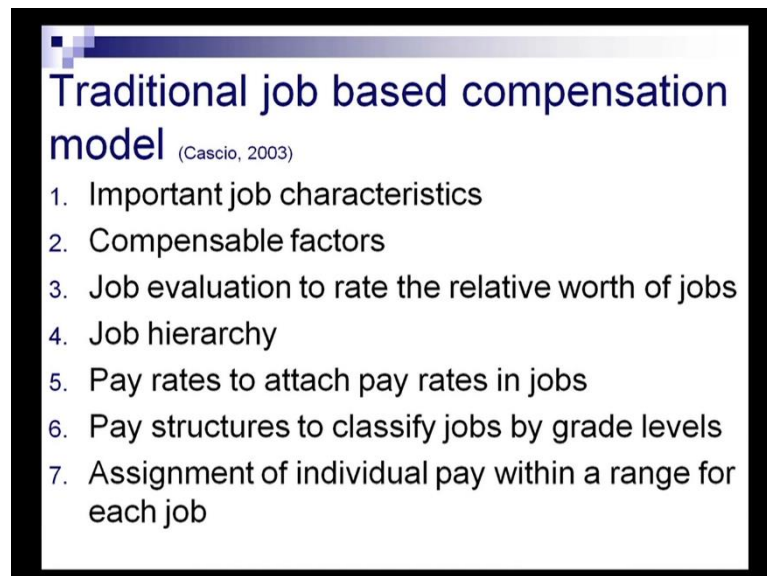 Traditional job based compensation
model (Cascio, 2003)
1. Important job characteristics
2. Compensable factors
3. Job evaluation to rate the relative worth of jobs
4. Job hierarchy
5. Pay rates to attach pay rates in jobs
6. Pay structures to classify jobs by grade levels
7. Assignment of individual pay within a range for
each job